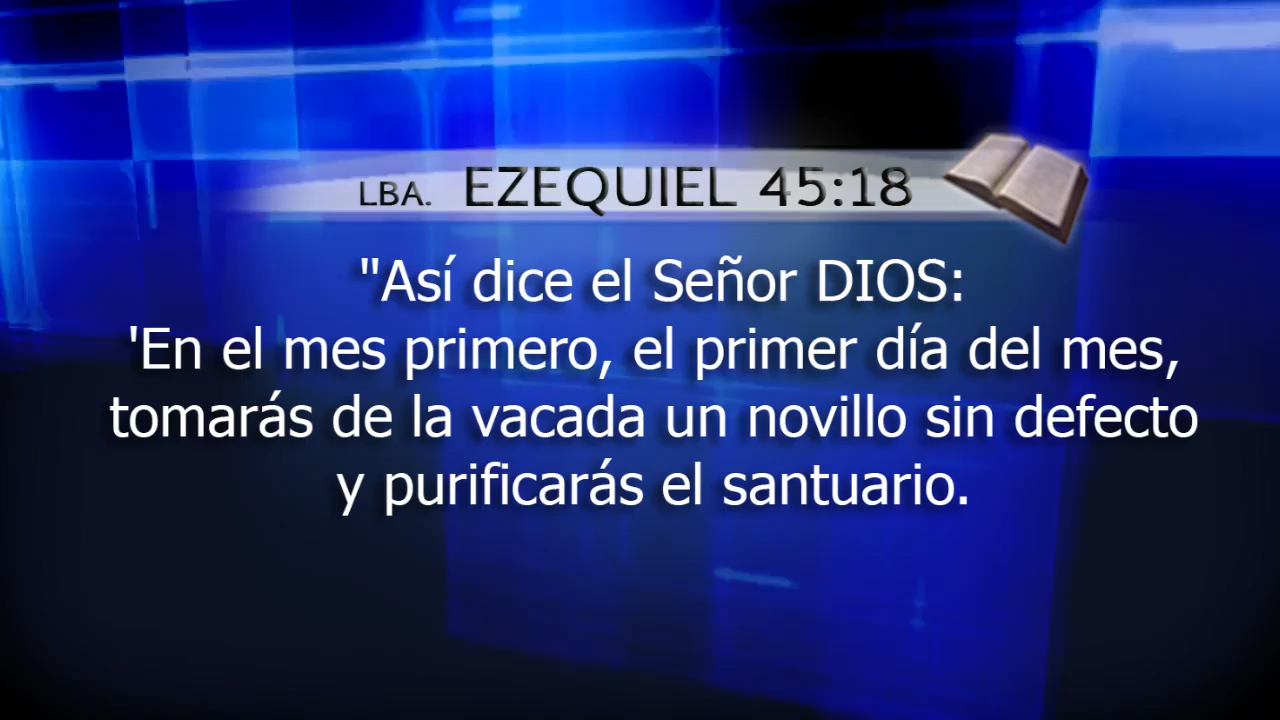 LBA. EZEQUIEL 45:18
"Así dice el Señor DIOS:
'En el mes primero, el primer día del mes,
tomarás de la vacada un novillo sin defecto
y purificarás el santuario.